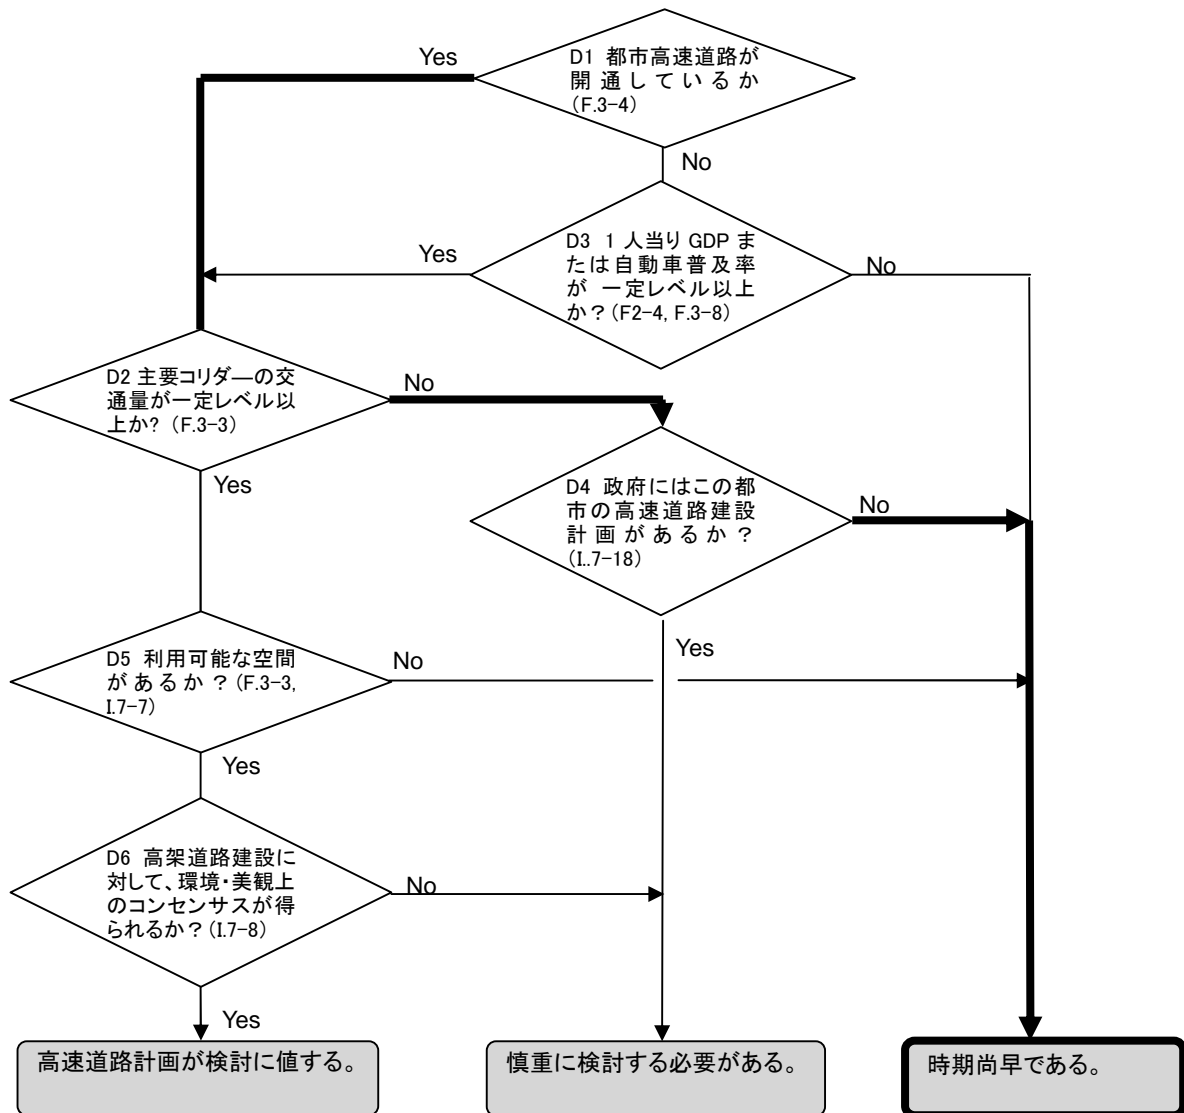 Yes
D1 都市高速道路が
開通しているか
(F.3-4)
No
Yes
D3 1 人当り GDP ま
たは自動車普及率
が 一定レベル以上
か？(F2-4, F.3-8)
No
D2 主要コリダ―の交
通量が一定レベル以
上か? (F.3-3)
No
Yes
D4 政府にはこの都
市の高速道路建設
計画があるか？
(I..7-18)
No
Yes
D5 利用可能な空間
があるか？(F.3-3,
I.7-7)
No
Yes
D6 高架道路建設に
対して、環境・美観上
のコンセンサスが得
られるか？(I.7-8)
No
Yes
高速道路計画が検討に値する。
慎重に検討する必要がある。
時期尚早である。